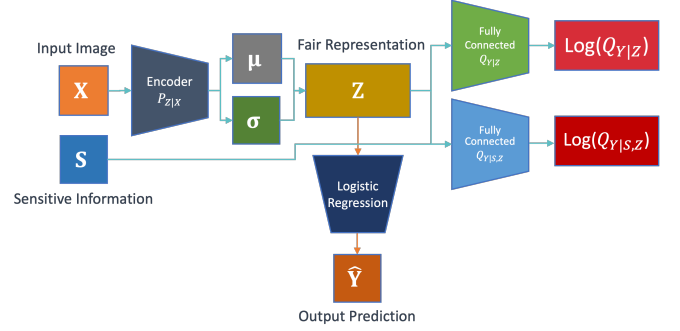 Input Image
X
Encoder
P_{Z|X}
μ
σ
Fair Representation
Z
Fully
Connected
Q_{Y|Z}
Log(Q_{Y|Z})
S
Sensitive Information
Fully
Connected
Q_{Y|S,Z}
Log(Q_{Y|S,Z})
Logistic
Regression
Ŷ
Output Prediction